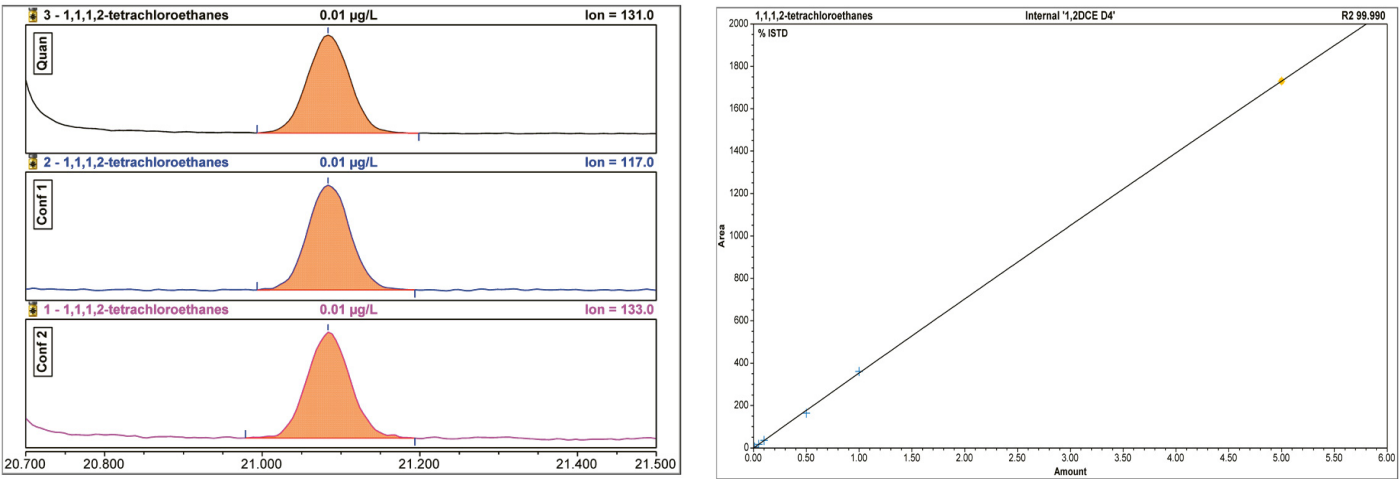 3 - 1,1,1,2-tetrachloroethanes 0.01 µg/L Ion = 131.0
Quan
2 - 1,1,1,2-tetrachloroethanes 0.01 µg/L Ion = 117.0
Conf 1
1 - 1,1,1,2-tetrachloroethanes 0.01 µg/L Ion = 133.0
Conf 2
20.700 20.800 21.000 21.200 21.400 21.500
1,1,1,2-tetrachloroethanes Internal '1,2DCE D4' R2 99.990
% ISTD
2000
1800
1600
1400
1200
1000
800
600
400
200
0
Area
0.00 0.50 1.00 1.50 2.00 2.50 3.00 3.50 4.00 4.50 5.00 5.50 6.00
Amount